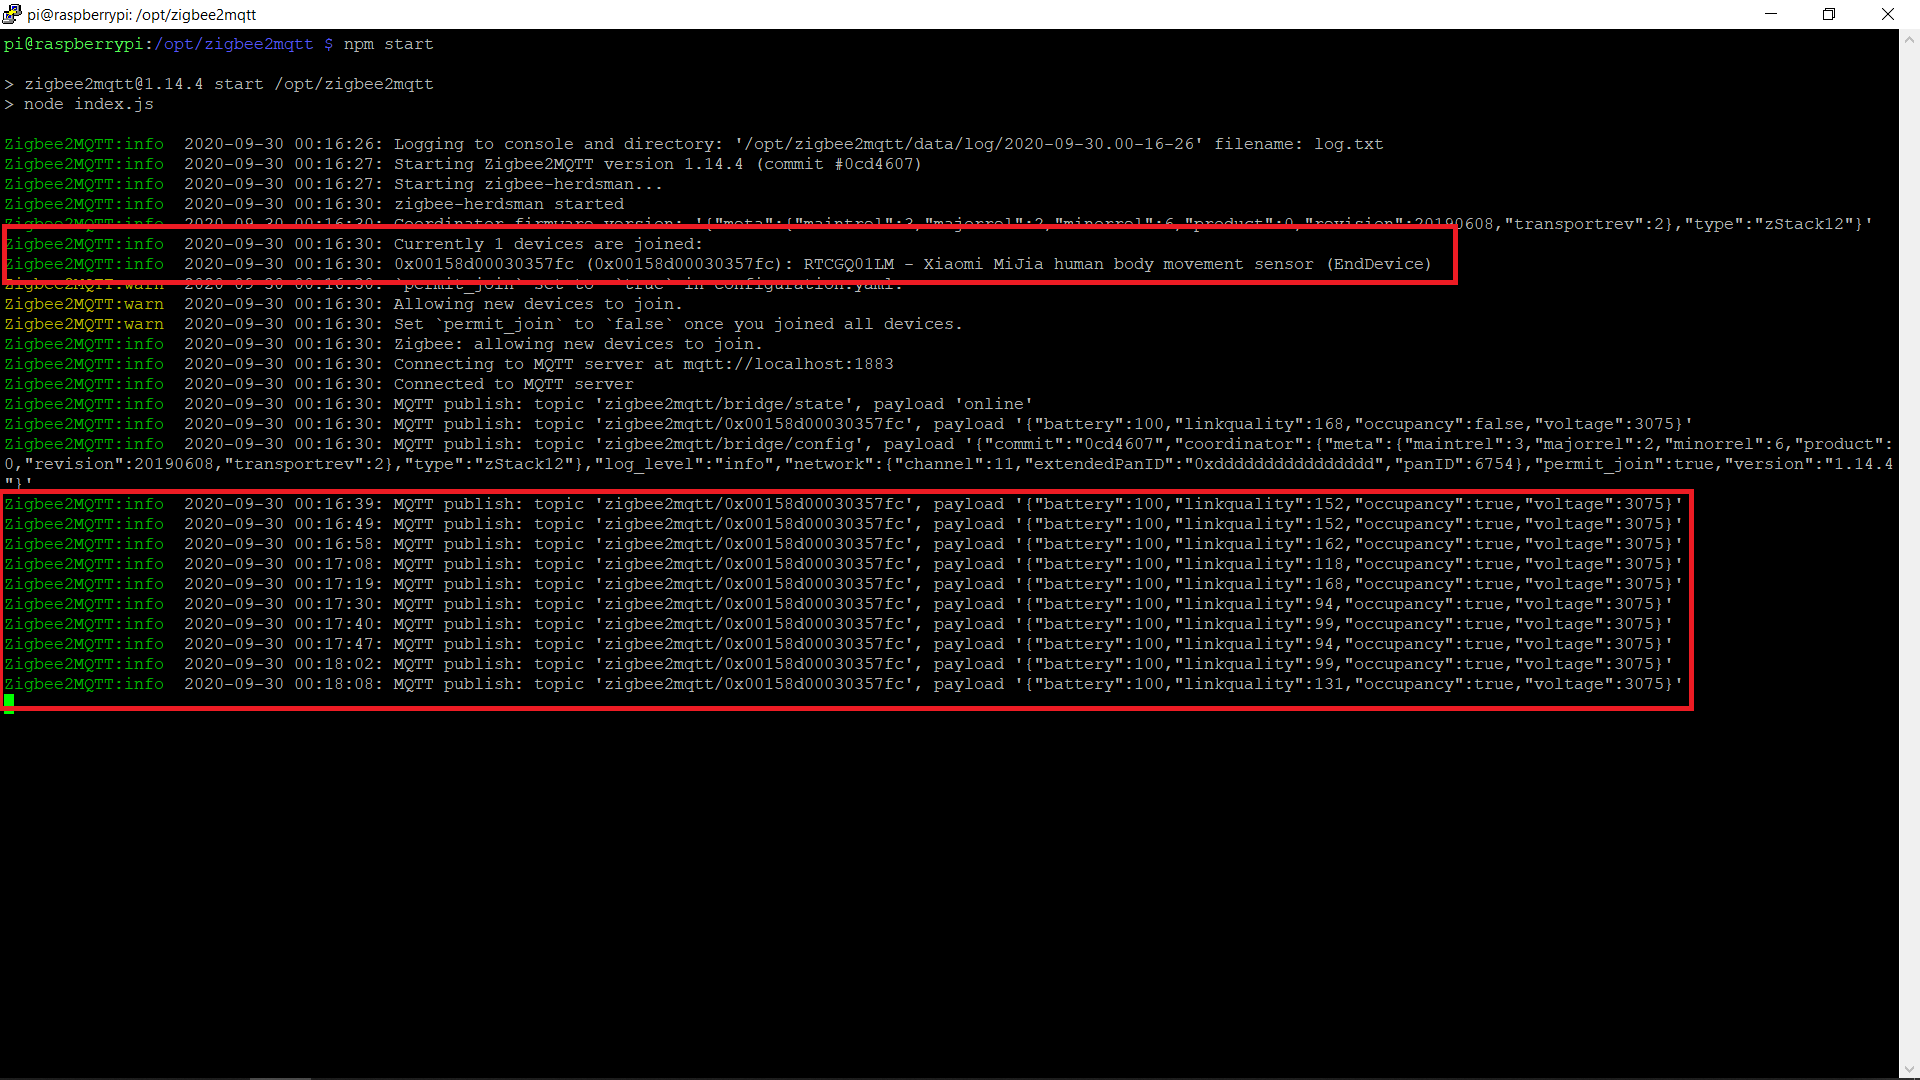 pi@raspberrypi: /opt/zigbee2mqtt
pi@raspberrypi:/opt/zigbee2mqtt $ npm start
> zigbee2mqtt@1.14.4 start /opt/zigbee2mqtt
> node index.js
Zigbee2MQTT:info  2020-09-30 00:16:26: Logging to console and directory: '/opt/zigbee2mqtt/data/log/2020-09-30.00-16-26' filename: log.txt
Zigbee2MQTT:info  2020-09-30 00:16:27: Starting Zigbee2MQTT version 1.14.4 (commit #0cd4607)
Zigbee2MQTT:info  2020-09-30 00:16:27: Starting zigbee-herdsman...
Zigbee2MQTT:info  2020-09-30 00:16:30: zigbee-herdsman started
Zigbee2MQTT:info  2020-09-30 00:16:30: Coordinator firmware version: '{"meta":{"maintrel":3,"majorrel":2,"minorrel":6,"product":0,"revision":20190608,"transportrev":2},"type":"zStack12"}'
Zigbee2MQTT:info  2020-09-30 00:16:30: Currently 1 devices are joined:
Zigbee2MQTT:info  2020-09-30 00:16:30: 0x00158d00030357fc (0x00158d00030357fc): RTCGQ01LM - Xiaomi MiJia human body movement sensor (EndDevice)
Zigbee2MQTT:warn  2020-09-30 00:16:30: `permit_join` set to  `true` in configuration.yaml.
Zigbee2MQTT:warn  2020-09-30 00:16:30: Allowing new devices to join.
Zigbee2MQTT:warn  2020-09-30 00:16:30: Set `permit_join` to `false` once you joined all devices.
Zigbee2MQTT:info  2020-09-30 00:16:30: Zigbee: allowing new devices to join.
Zigbee2MQTT:info  2020-09-30 00:16:30: Connecting to MQTT server at mqtt://localhost:1883
Zigbee2MQTT:info  2020-09-30 00:16:30: Connected to MQTT server
Zigbee2MQTT:info  2020-09-30 00:16:30: MQTT publish: topic 'zigbee2mqtt/bridge/state', payload 'online'
Zigbee2MQTT:info  2020-09-30 00:16:30: MQTT publish: topic 'zigbee2mqtt/0x00158d00030357fc', payload '{"battery":100,"linkquality":168,"occupancy":false,"voltage":3075}'
Zigbee2MQTT:info  2020-09-30 00:16:30: MQTT publish: topic 'zigbee2mqtt/bridge/config', payload '{"commit":"0cd4607","coordinator":{"meta":{"maintrel":3,"majorrel":2,"minorrel":6,"product":
0,"revision":20190608,"transportrev":2},"type":"zStack12"},"log_level":"info","network":{"channel":11,"extendedPanID":"0xdddddddddddddddd","panID":6754},"permit_join":true,"version":"1.14.4
"}'
Zigbee2MQTT:info  2020-09-30 00:16:39: MQTT publish: topic 'zigbee2mqtt/0x00158d00030357fc', payload '{"battery":100,"linkquality":152,"occupancy":true,"voltage":3075}'
Zigbee2MQTT:info  2020-09-30 00:16:49: MQTT publish: topic 'zigbee2mqtt/0x00158d00030357fc', payload '{"battery":100,"linkquality":152,"occupancy":true,"voltage":3075}'
Zigbee2MQTT:info  2020-09-30 00:16:58: MQTT publish: topic 'zigbee2mqtt/0x00158d00030357fc', payload '{"battery":100,"linkquality":162,"occupancy":true,"voltage":3075}'
Zigbee2MQTT:info  2020-09-30 00:17:08: MQTT publish: topic 'zigbee2mqtt/0x00158d00030357fc', payload '{"battery":100,"linkquality":118,"occupancy":true,"voltage":3075}'
Zigbee2MQTT:info  2020-09-30 00:17:19: MQTT publish: topic 'zigbee2mqtt/0x00158d00030357fc', payload '{"battery":100,"linkquality":168,"occupancy":true,"voltage":3075}'
Zigbee2MQTT:info  2020-09-30 00:17:30: MQTT publish: topic 'zigbee2mqtt/0x00158d00030357fc', payload '{"battery":100,"linkquality":94,"occupancy":true,"voltage":3075}'
Zigbee2MQTT:info  2020-09-30 00:17:40: MQTT publish: topic 'zigbee2mqtt/0x00158d00030357fc', payload '{"battery":100,"linkquality":99,"occupancy":true,"voltage":3075}'
Zigbee2MQTT:info  2020-09-30 00:17:47: MQTT publish: topic 'zigbee2mqtt/0x00158d00030357fc', payload '{"battery":100,"linkquality":94,"occupancy":true,"voltage":3075}'
Zigbee2MQTT:info  2020-09-30 00:18:02: MQTT publish: topic 'zigbee2mqtt/0x00158d00030357fc', payload '{"battery":100,"linkquality":99,"occupancy":true,"voltage":3075}'
Zigbee2MQTT:info  2020-09-30 00:18:08: MQTT publish: topic 'zigbee2mqtt/0x00158d00030357fc', payload '{"battery":100,"linkquality":131,"occupancy":true,"voltage":3075}'